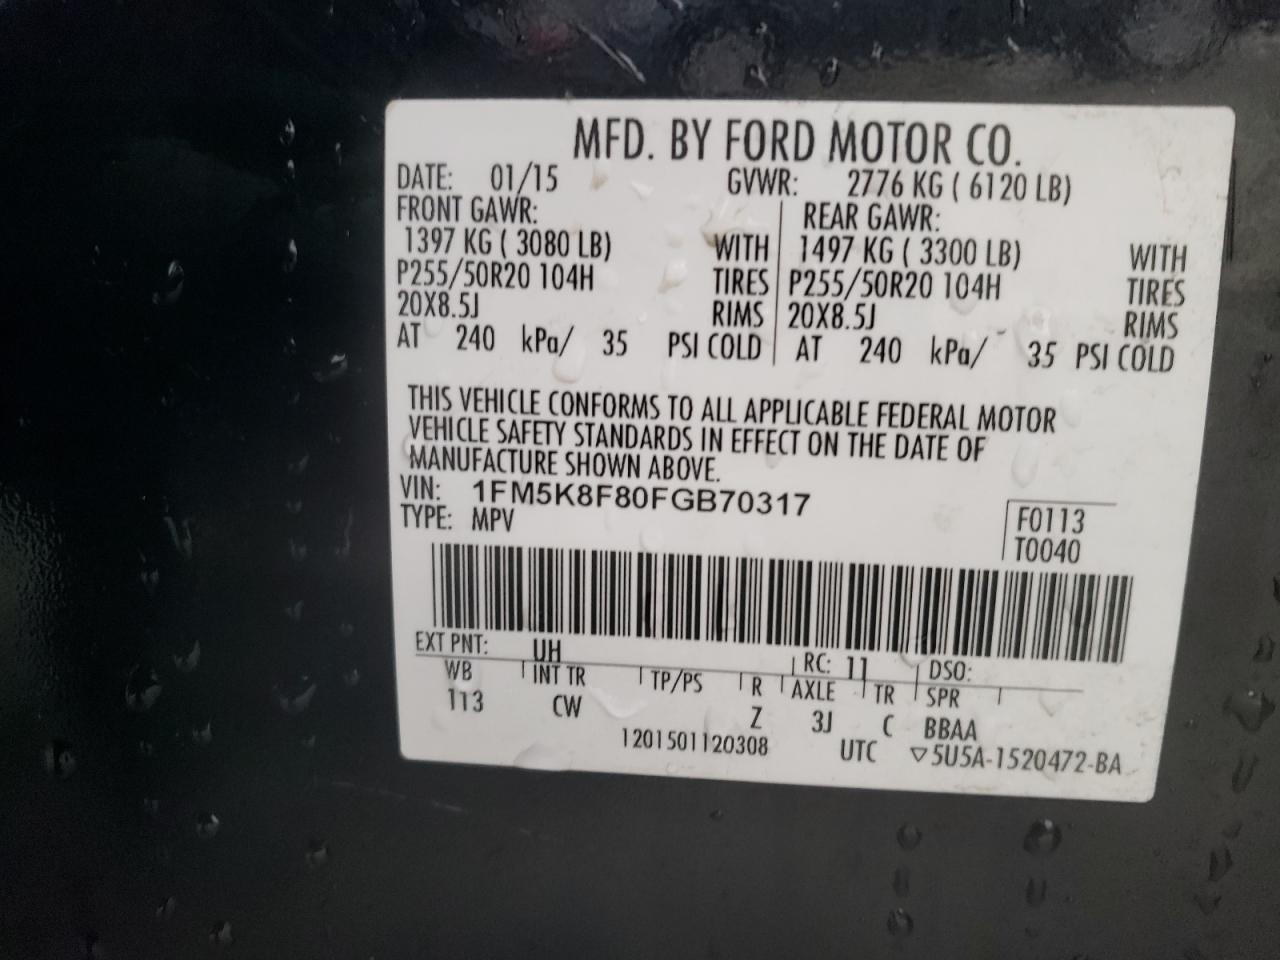 MFD. BY FORD MOTOR CO.
DATE: 01/15 GVWR: 2776 KG ( 6120 LB)
FRONT GAWR: REAR GAWR:
1397 KG ( 3080 LB) WITH 1497 KG ( 3300 LB) WITH
P255/50R20 104H TIRES P255/50R20 104H TIRES
20X8.5J RIMS 20X8.5J RIMS
AT 240 kPa/ 35 PSI COLD AT 240 kPa/ 35 PSI COLD
THIS VEHICLE CONFORMS TO ALL APPLICABLE FEDERAL MOTOR
VEHICLE SAFETY STANDARDS IN EFFECT ON THE DATE OF
MANUFACTURE SHOWN ABOVE.
VIN: 1FM5K8F80FGB70317
TYPE: MPV
F0113
T0040
EXT PNT: UH RC: 11 DSO:
WB INT TR TP/PS R AXLE TR SPR
113 CW Z 3J C BBAA
1201501120308 UTC ▽5U5A-1520472-BA